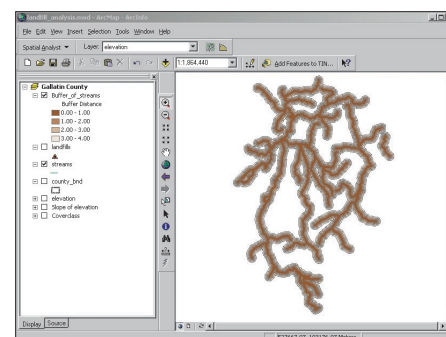 landfill_analysis.mxd - ArcMap - ArcInfo
File Edit View Insert Selection Tools Window Help
Spatial Analyst Layer: elevation
1:1,864,440 Add Features to TIN...
Gallatin County
Buffer_of_streams
Buffer Distance
0.00 - 1.00
1.00 - 2.00
2.00 - 3.00
3.00 - 4.00
landfills
streams
county_bnd
elevation
Slope of elevation
Coverclass
Display Source